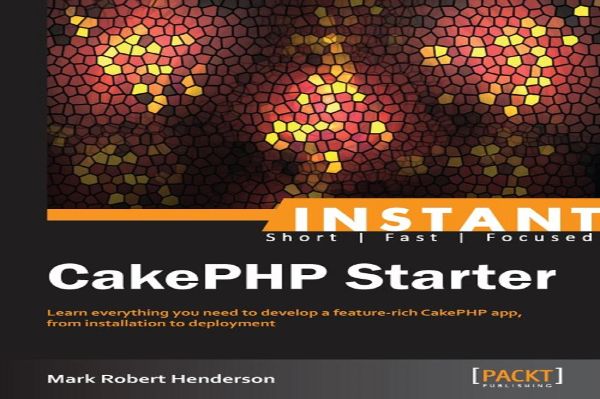 INSTANT
Short | Fast | Focused
CakePHP Starter
Learn everything you need to develop a feature-rich CakePHP app,
from installation to deployment
Mark Robert Henderson
[PACKT]
PUBLISHING